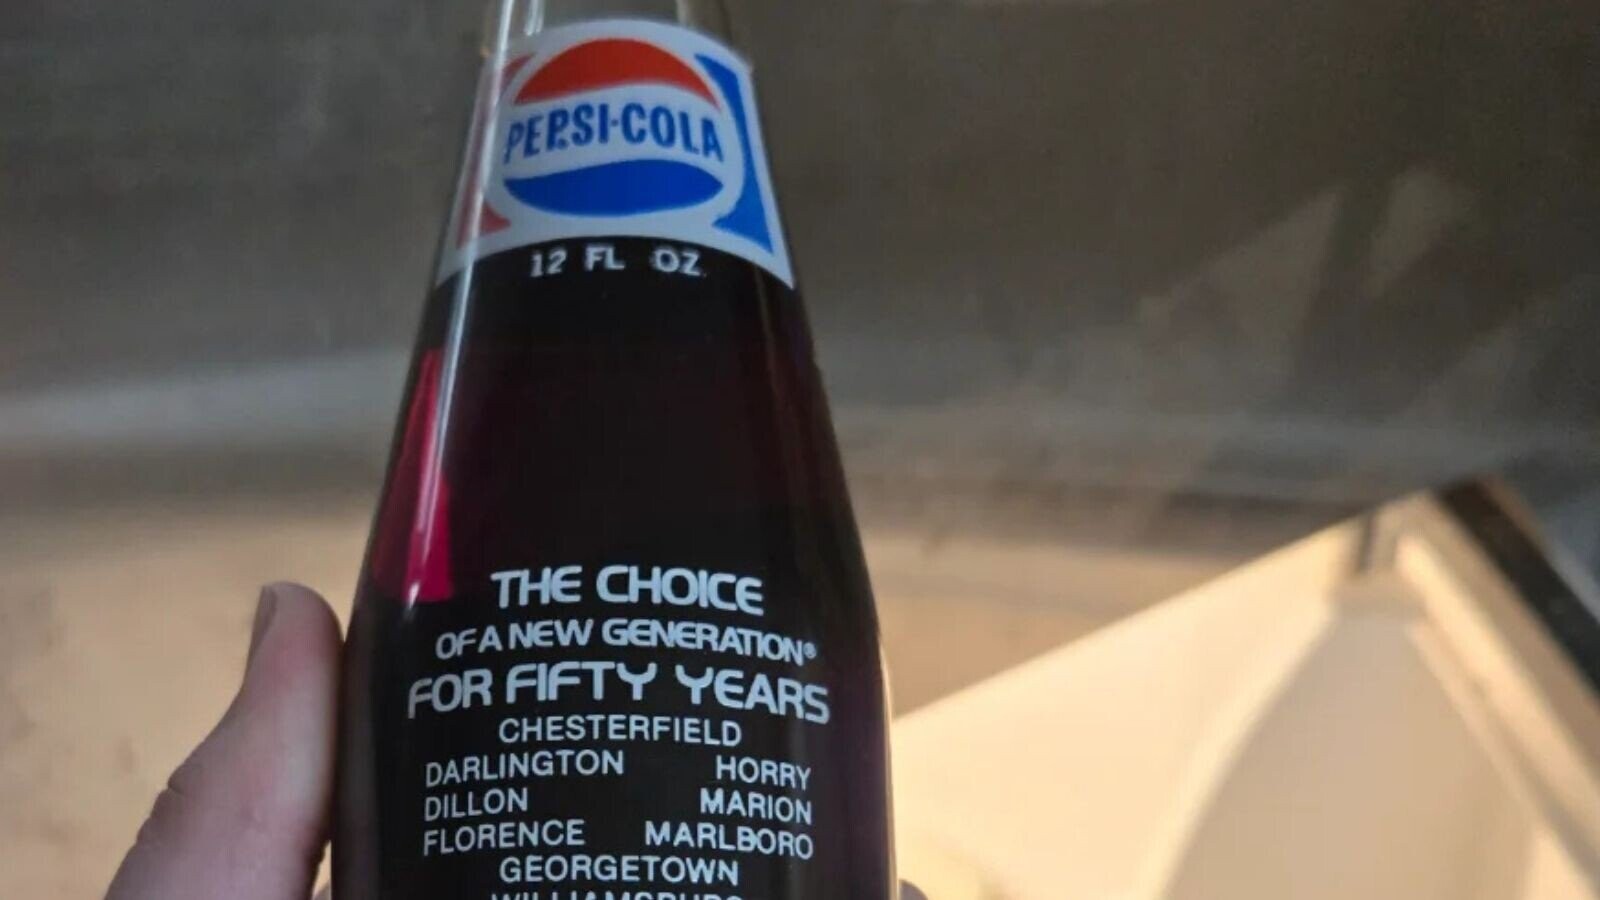 PEPSI-COLA
12 FL OZ.
THE CHOICE
OF A NEW GENERATION®
FOR FIFTY YEARS
CHESTERFIELD
DARLINGTON HORRY
DILLON MARION
FLORENCE MARLBORO
GEORGETOWN
WILLIAMSBURG